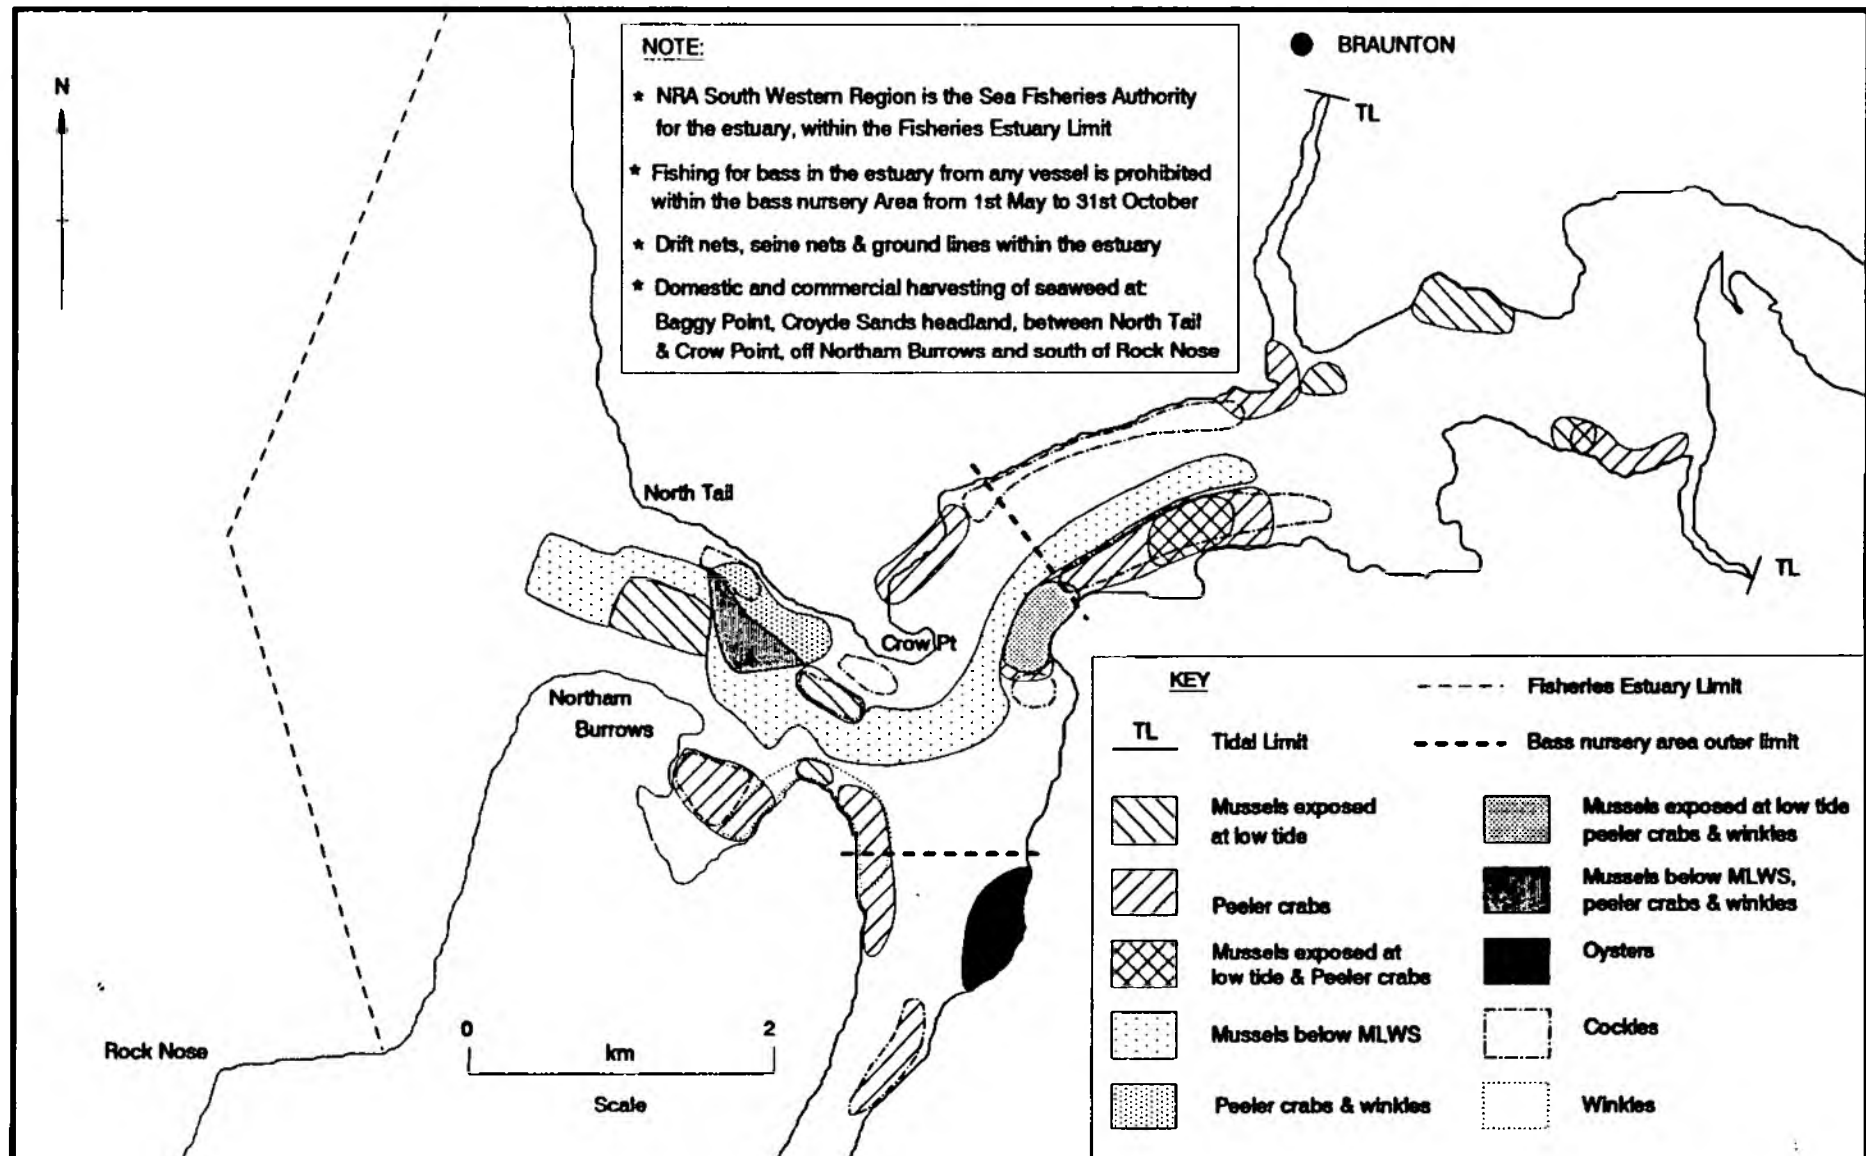 NOTE:
* NRA South Western Region is the Sea Fisheries Authority
for the estuary, within the Fisheries Estuary Limit
* Fishing for bass in the estuary from any vessel is prohibited
within the bass nursery Area from 1st May to 31st October
* Drift nets, seine nets & ground lines within the estuary
* Domestic and commercial harvesting of seaweed at:
Baggy Point, Croyde Sands headland, between North Tail
& Crow Point, off Northam Burrows and south of Rock Nose
N
BRAUNTON
TL
North Tail
TL
Crow Pt
Northam
Burrows
Rock Nose
0
2
km
Scale
KEY
TL
Tidal Limit
Mussels exposed
at low tide
Peeler crabs
Mussels exposed at
low tide & Peeler crabs
Mussels below MLWS
Peeler crabs & winkles
Fisheries Estuary Limit
Bass nursery area outer limit
Mussels exposed at low tide
peeler crabs & winkles
Mussels below MLWS,
peeler crabs & winkles
Oysters
Cockles
Winkles